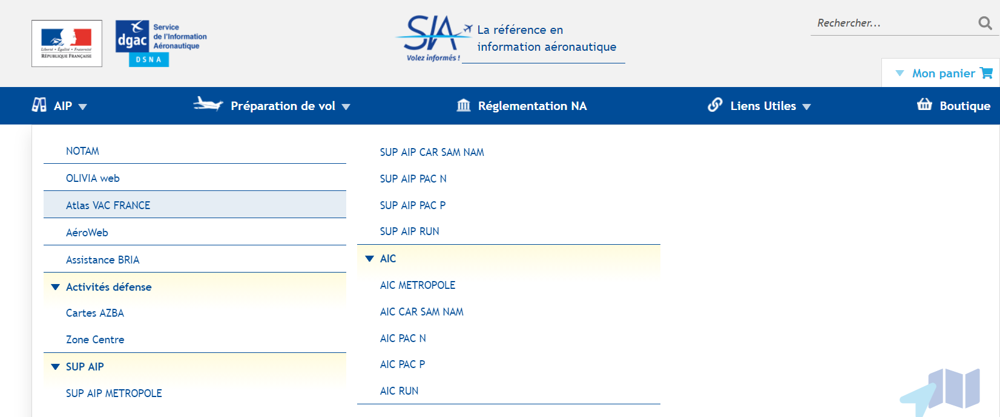 Liberté • Égalité • Fraternité
RÉPUBLIQUE FRANÇAISE
dgac
DSNA
Service
de l'Information
Aéronautique
SIA
Volez informés !
La référence en
information aéronautique
Rechercher...
Mon panier
AIP
Préparation de vol
Réglementation NA
Liens Utiles
Boutique
NOTAM
OLIVIA web
Atlas VAC FRANCE
AéroWeb
Assistance BRIA
Activités défense
Cartes AZBA
Zone Centre
SUP AIP
SUP AIP METROPOLE
SUP AIP CAR SAM NAM
SUP AIP PAC N
SUP AIP PAC P
SUP AIP RUN
AIC
AIC METROPOLE
AIC CAR SAM NAM
AIC PAC N
AIC PAC P
AIC RUN